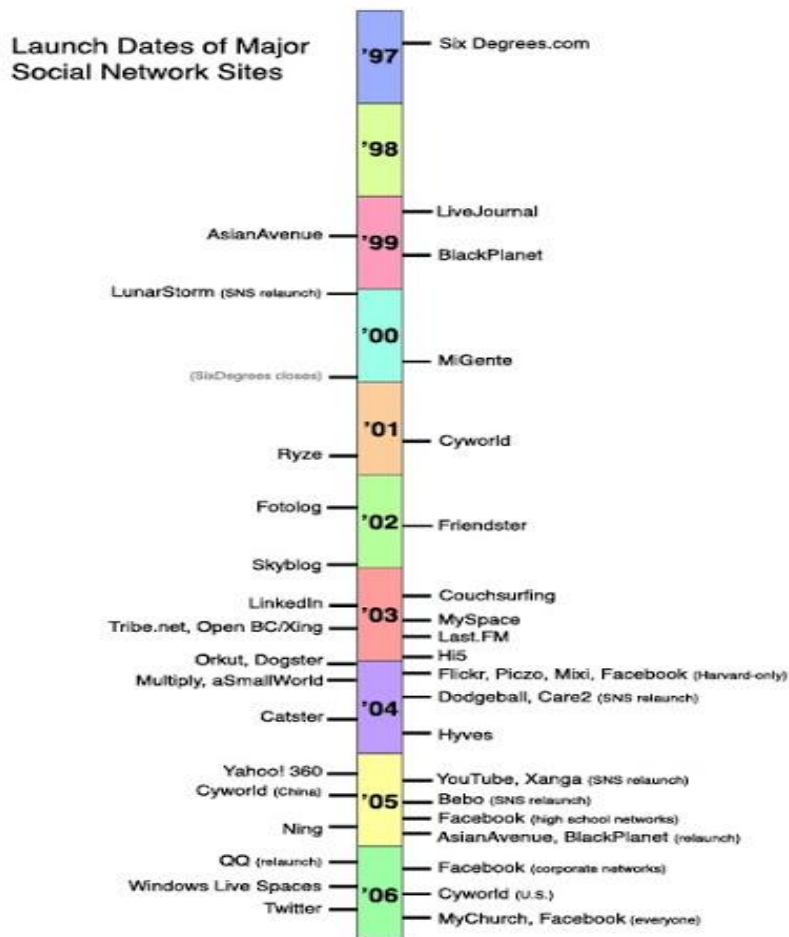 Launch Dates of Major
Social Network Sites
'97
Six Degrees.com
'98
LiveJournal
AsianAvenue
'99
BlackPlanet
LunarStorm (SNS relaunch)
'00
MiGente
(SixDegrees closes)
'01
Cyworld
Ryze
Fotolog
'02
Friendster
Skyblog
Couchsurfing
LinkedIn
'03
MySpace
Tribe.net, Open BC/Xing
Last.FM
Hi5
Orkut, Dogster
Flickr, Piczo, Mixi, Facebook (Harvard-only)
Multiply, aSmallWorld
Dodgeball, Care2 (SNS relaunch)
'04
Catster
Hyves
Yahoo! 360
YouTube, Xanga (SNS relaunch)
Cyworld (China)
'05
Bebo (SNS relaunch)
Facebook (high school networks)
Ning
AsianAvenue, BlackPlanet (relaunch)
QQ (relaunch)
Facebook (corporate networks)
Windows Live Spaces
'06
Cyworld (U.S.)
Twitter
MyChurch, Facebook (everyone)